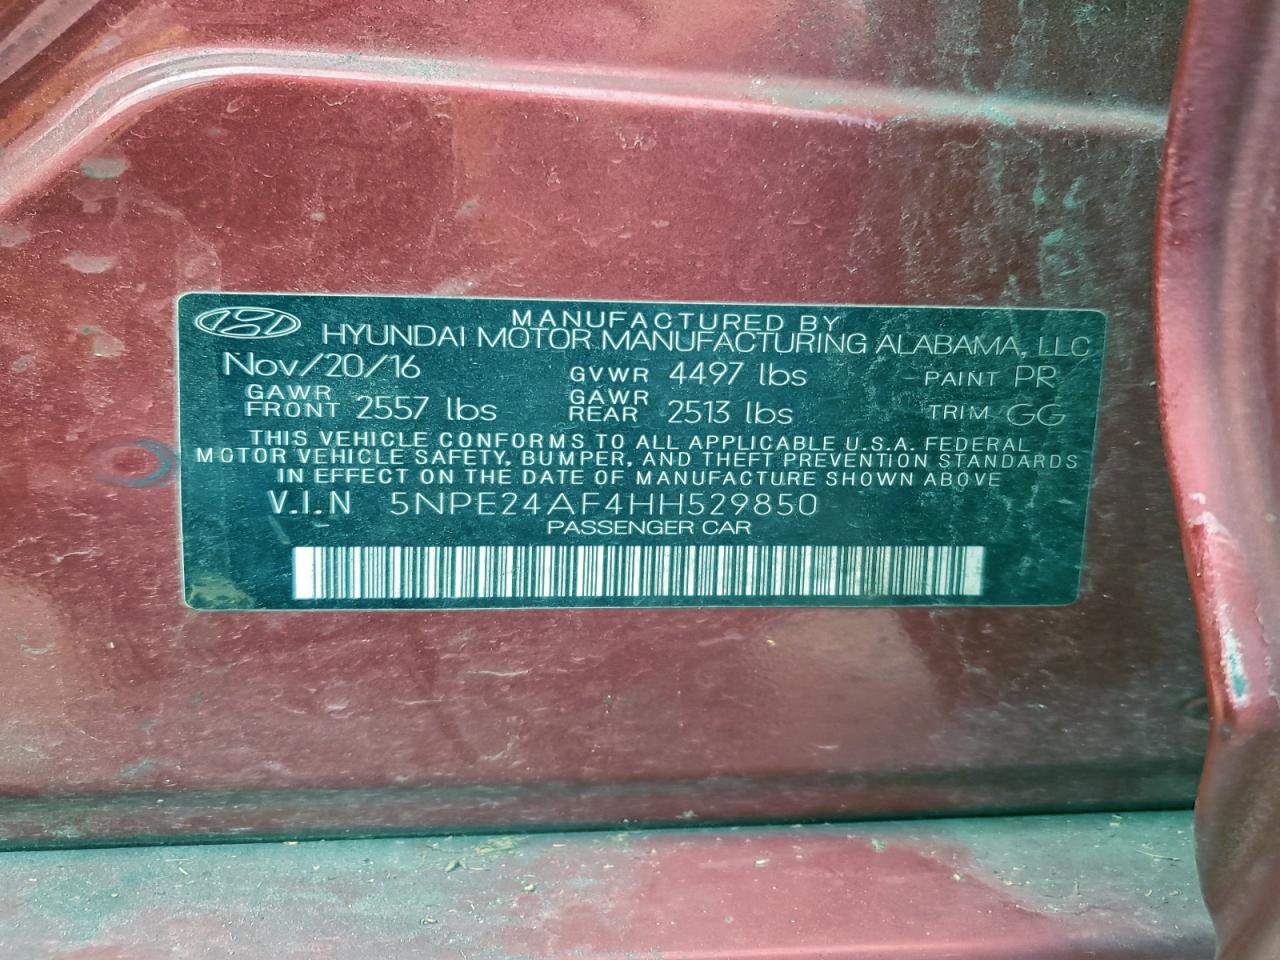 MANUFACTURED BY
HYUNDAI MOTOR MANUFACTURING ALABAMA, LLC
Nov/20/16 GVWR 4497 lbs PAINT PR
GAWR FRONT 2557 lbs GAWR REAR 2513 lbs TRIM GG
THIS VEHICLE CONFORMS TO ALL APPLICABLE U.S.A. FEDERAL
MOTOR VEHICLE SAFETY, BUMPER, AND THEFT PREVENTION STANDARDS
IN EFFECT ON THE DATE OF MANUFACTURE SHOWN ABOVE
V.I.N 5NPE24AF4HH529850
PASSENGER CAR